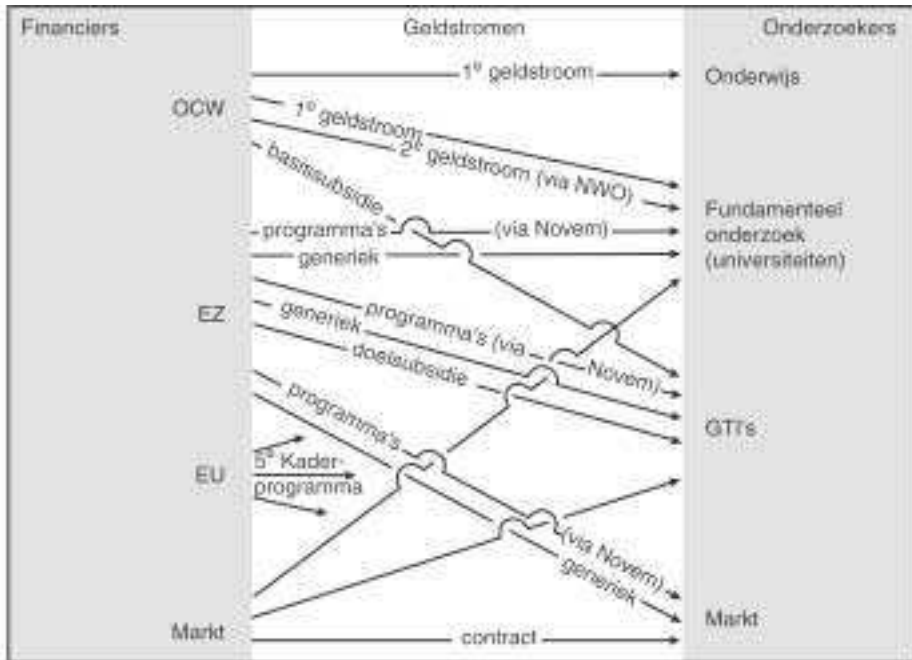 Financiers
Geldstromen
Onderzoekers
1e geldstroom
Onderwijs
OCW
1e geldstroom
2e geldstroom (via NWO)
basissubsidie
Fundamenteel
onderzoek
(universiteiten)
programma's
(via Novem)
generiek
EZ
programma's (via
Novem)
generiek
doelsubsidie
GTI's
programma's
(via Novem)
generiek
EU
5e Kader-
programma
Markt
contract
Markt